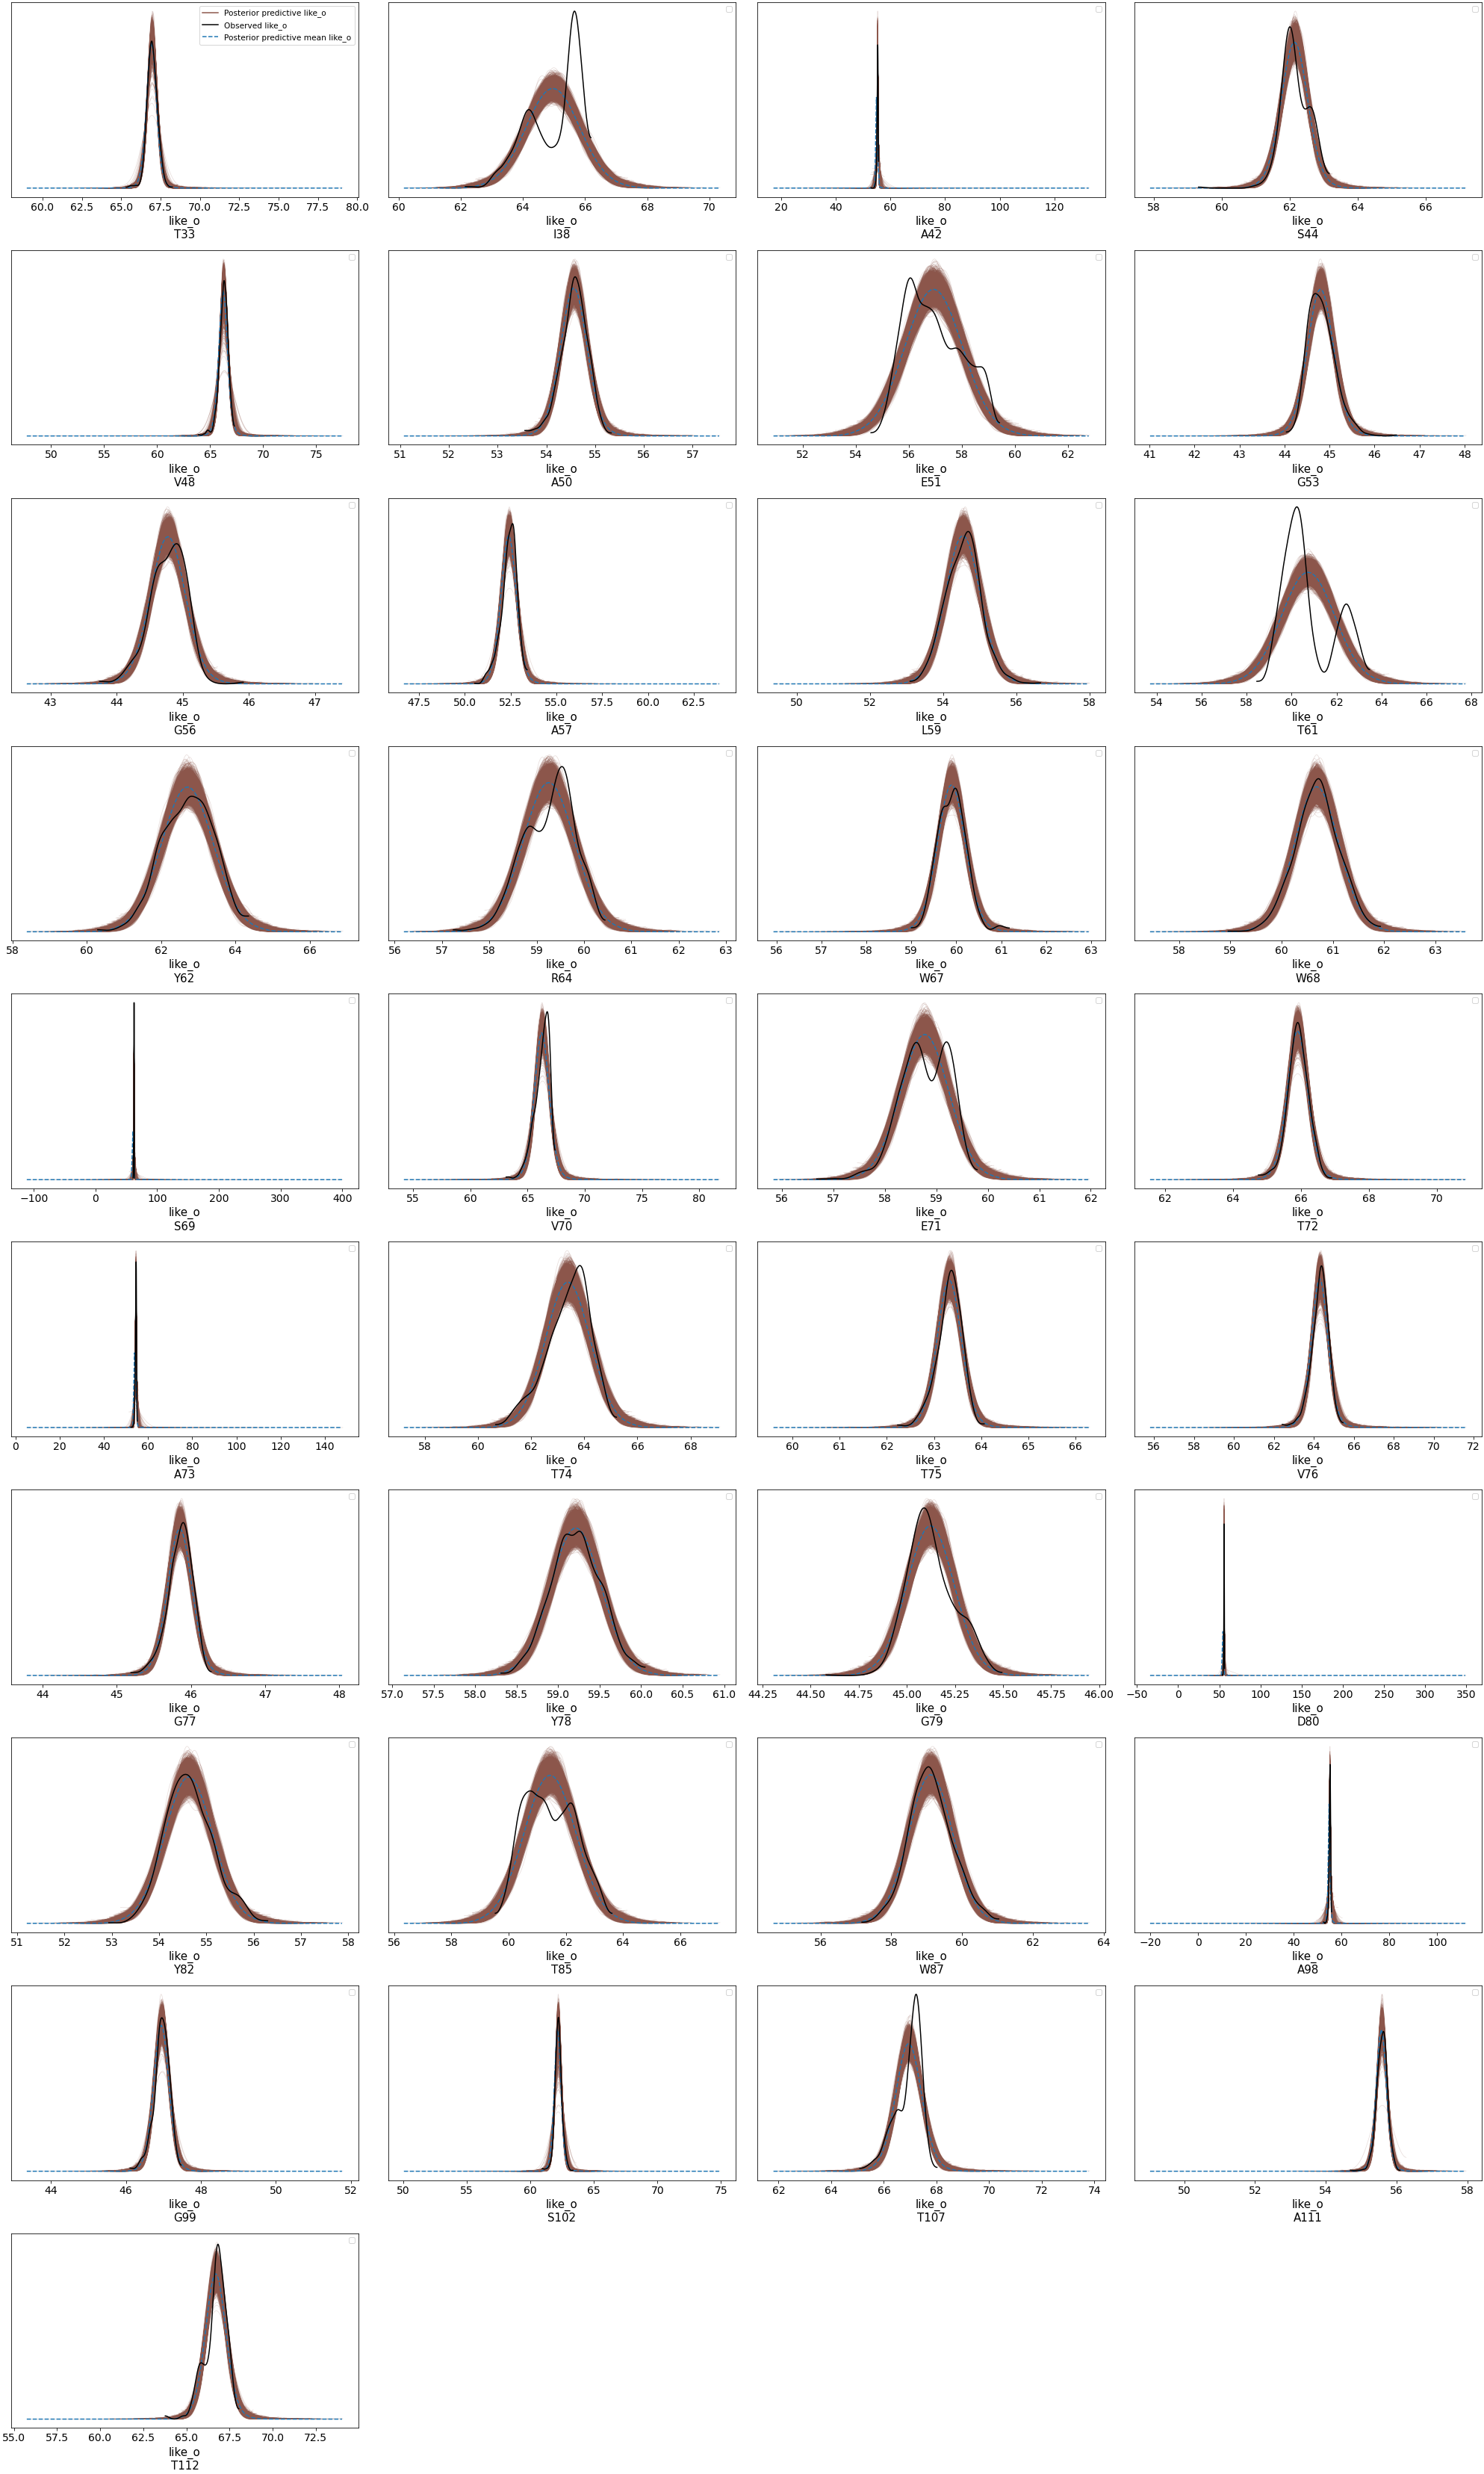 Posterior predictive like_o
Observed like_o
Posterior predictive mean like_o
60.0 62.5 65.0 67.5 70.0 72.5 75.0 77.5 80.0
like_o
T33
60 62 64 66 68 70
like_o
I38
20 40 60 80 100 120
like_o
A42
58 60 62 64 66
like_o
S44
50 55 60 65 70 75
like_o
V48
51 52 53 54 55 56 57
like_o
A50
52 54 56 58 60 62
like_o
E51
41 42 43 44 45 46 47 48
like_o
G53
43 44 45 46 47
like_o
G56
47.5 50.0 52.5 55.0 57.5 60.0 62.5
like_o
A57
50 52 54 56 58
like_o
L59
54 56 58 60 62 64 66 68
like_o
T61
58 60 62 64 66
like_o
Y62
56 57 58 59 60 61 62 63
like_o
R64
56 57 58 59 60 61 62 63
like_o
W67
58 59 60 61 62 63
like_o
W68
−100 0 100 200 300 400
like_o
S69
55 60 65 70 75 80
like_o
V70
56 57 58 59 60 61 62
like_o
E71
62 64 66 68 70
like_o
T72
0 20 40 60 80 100 120 140
like_o
A73
58 60 62 64 66 68
like_o
T74
60 61 62 63 64 65 66
like_o
T75
56 58 60 62 64 66 68 70 72
like_o
V76
44 45 46 47 48
like_o
G77
57.0 57.5 58.0 58.5 59.0 59.5 60.0 60.5 61.0
like_o
Y78
44.25 44.50 44.75 45.00 45.25 45.50 45.75 46.00
like_o
G79
−50 0 50 100 150 200 250 300 350
like_o
D80
51 52 53 54 55 56 57 58
like_o
Y82
56 58 60 62 64 66
like_o
T85
56 58 60 62 64
like_o
W87
−20 0 20 40 60 80 100
like_o
A98
44 46 48 50 52
like_o
G99
50 55 60 65 70 75
like_o
S102
62 64 66 68 70 72 74
like_o
T107
50 52 54 56 58
like_o
A111
55.0 57.5 60.0 62.5 65.0 67.5 70.0 72.5
like_o
T112